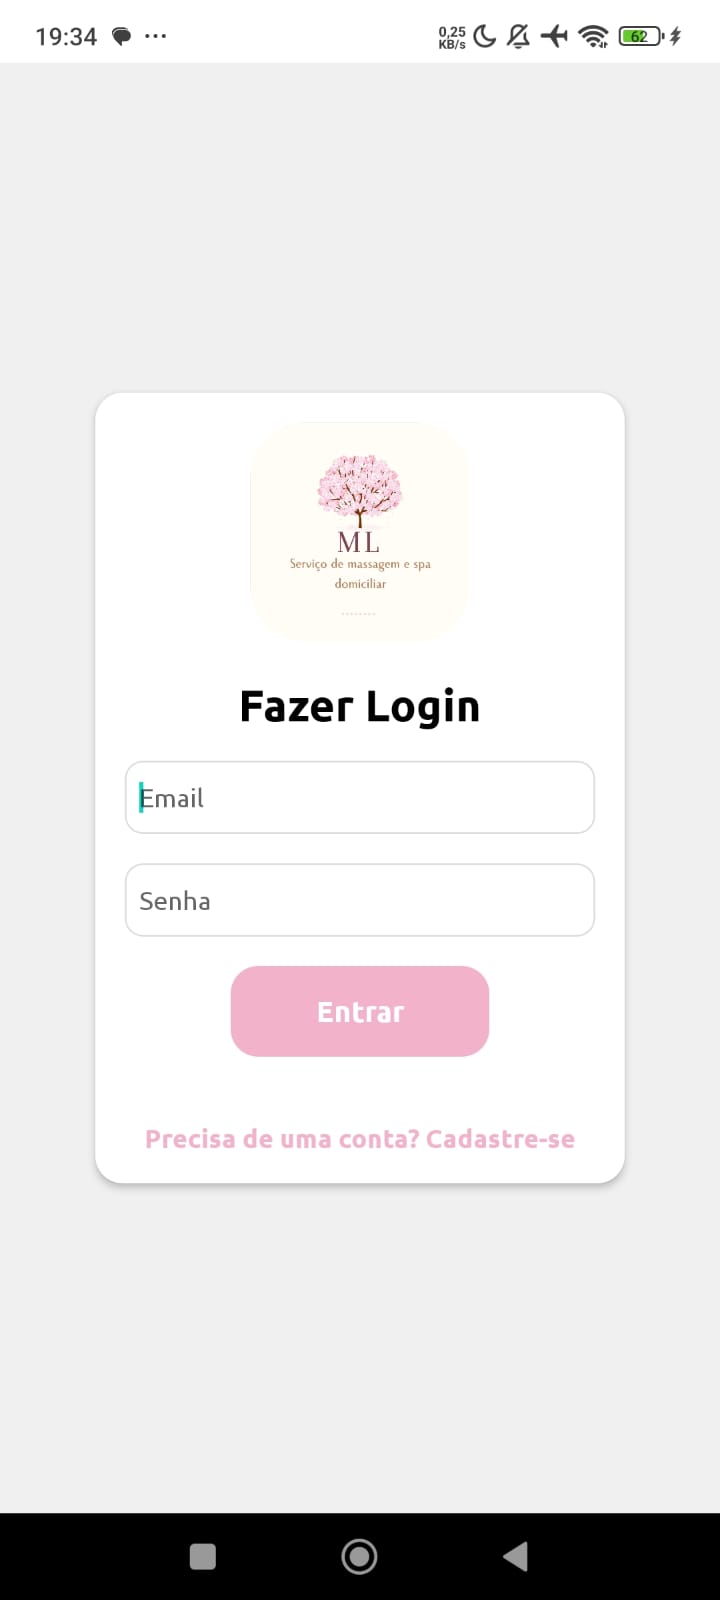 19:34
0,25
KB/s
62
ML
Serviço de massagem e spa
domiciliar
Fazer Login
Email
Senha
Entrar
Precisa de uma conta? Cadastre-se